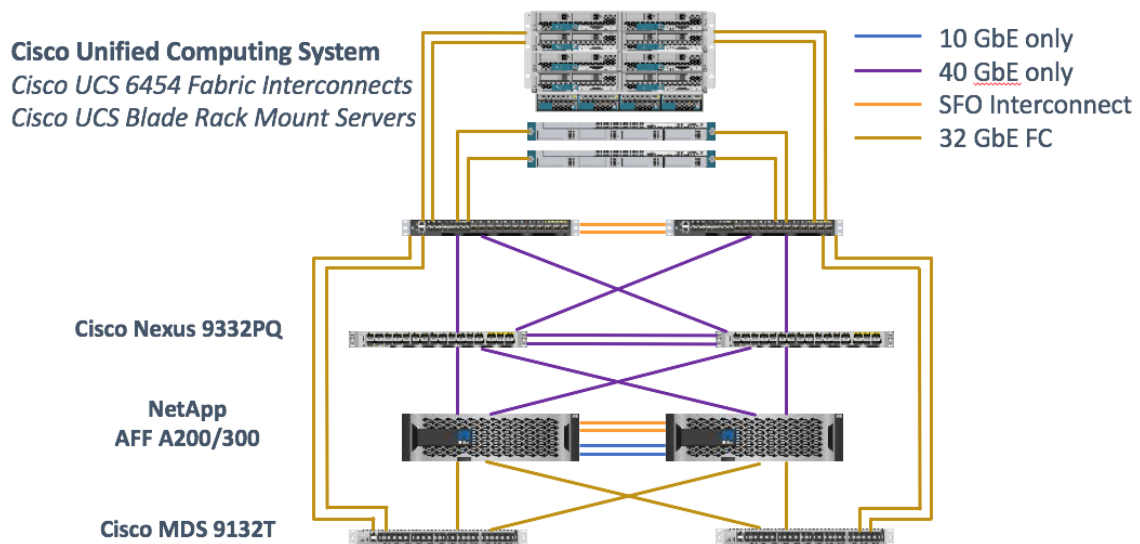 Cisco Unified Computing System
Cisco UCS 6454 Fabric Interconnects
Cisco UCS Blade Rack Mount Servers
10 GbE only
40 GbE only
SFO Interconnect
32 GbE FC
Cisco Nexus 9332PQ
NetApp
AFF A200/300
Cisco MDS 9132T